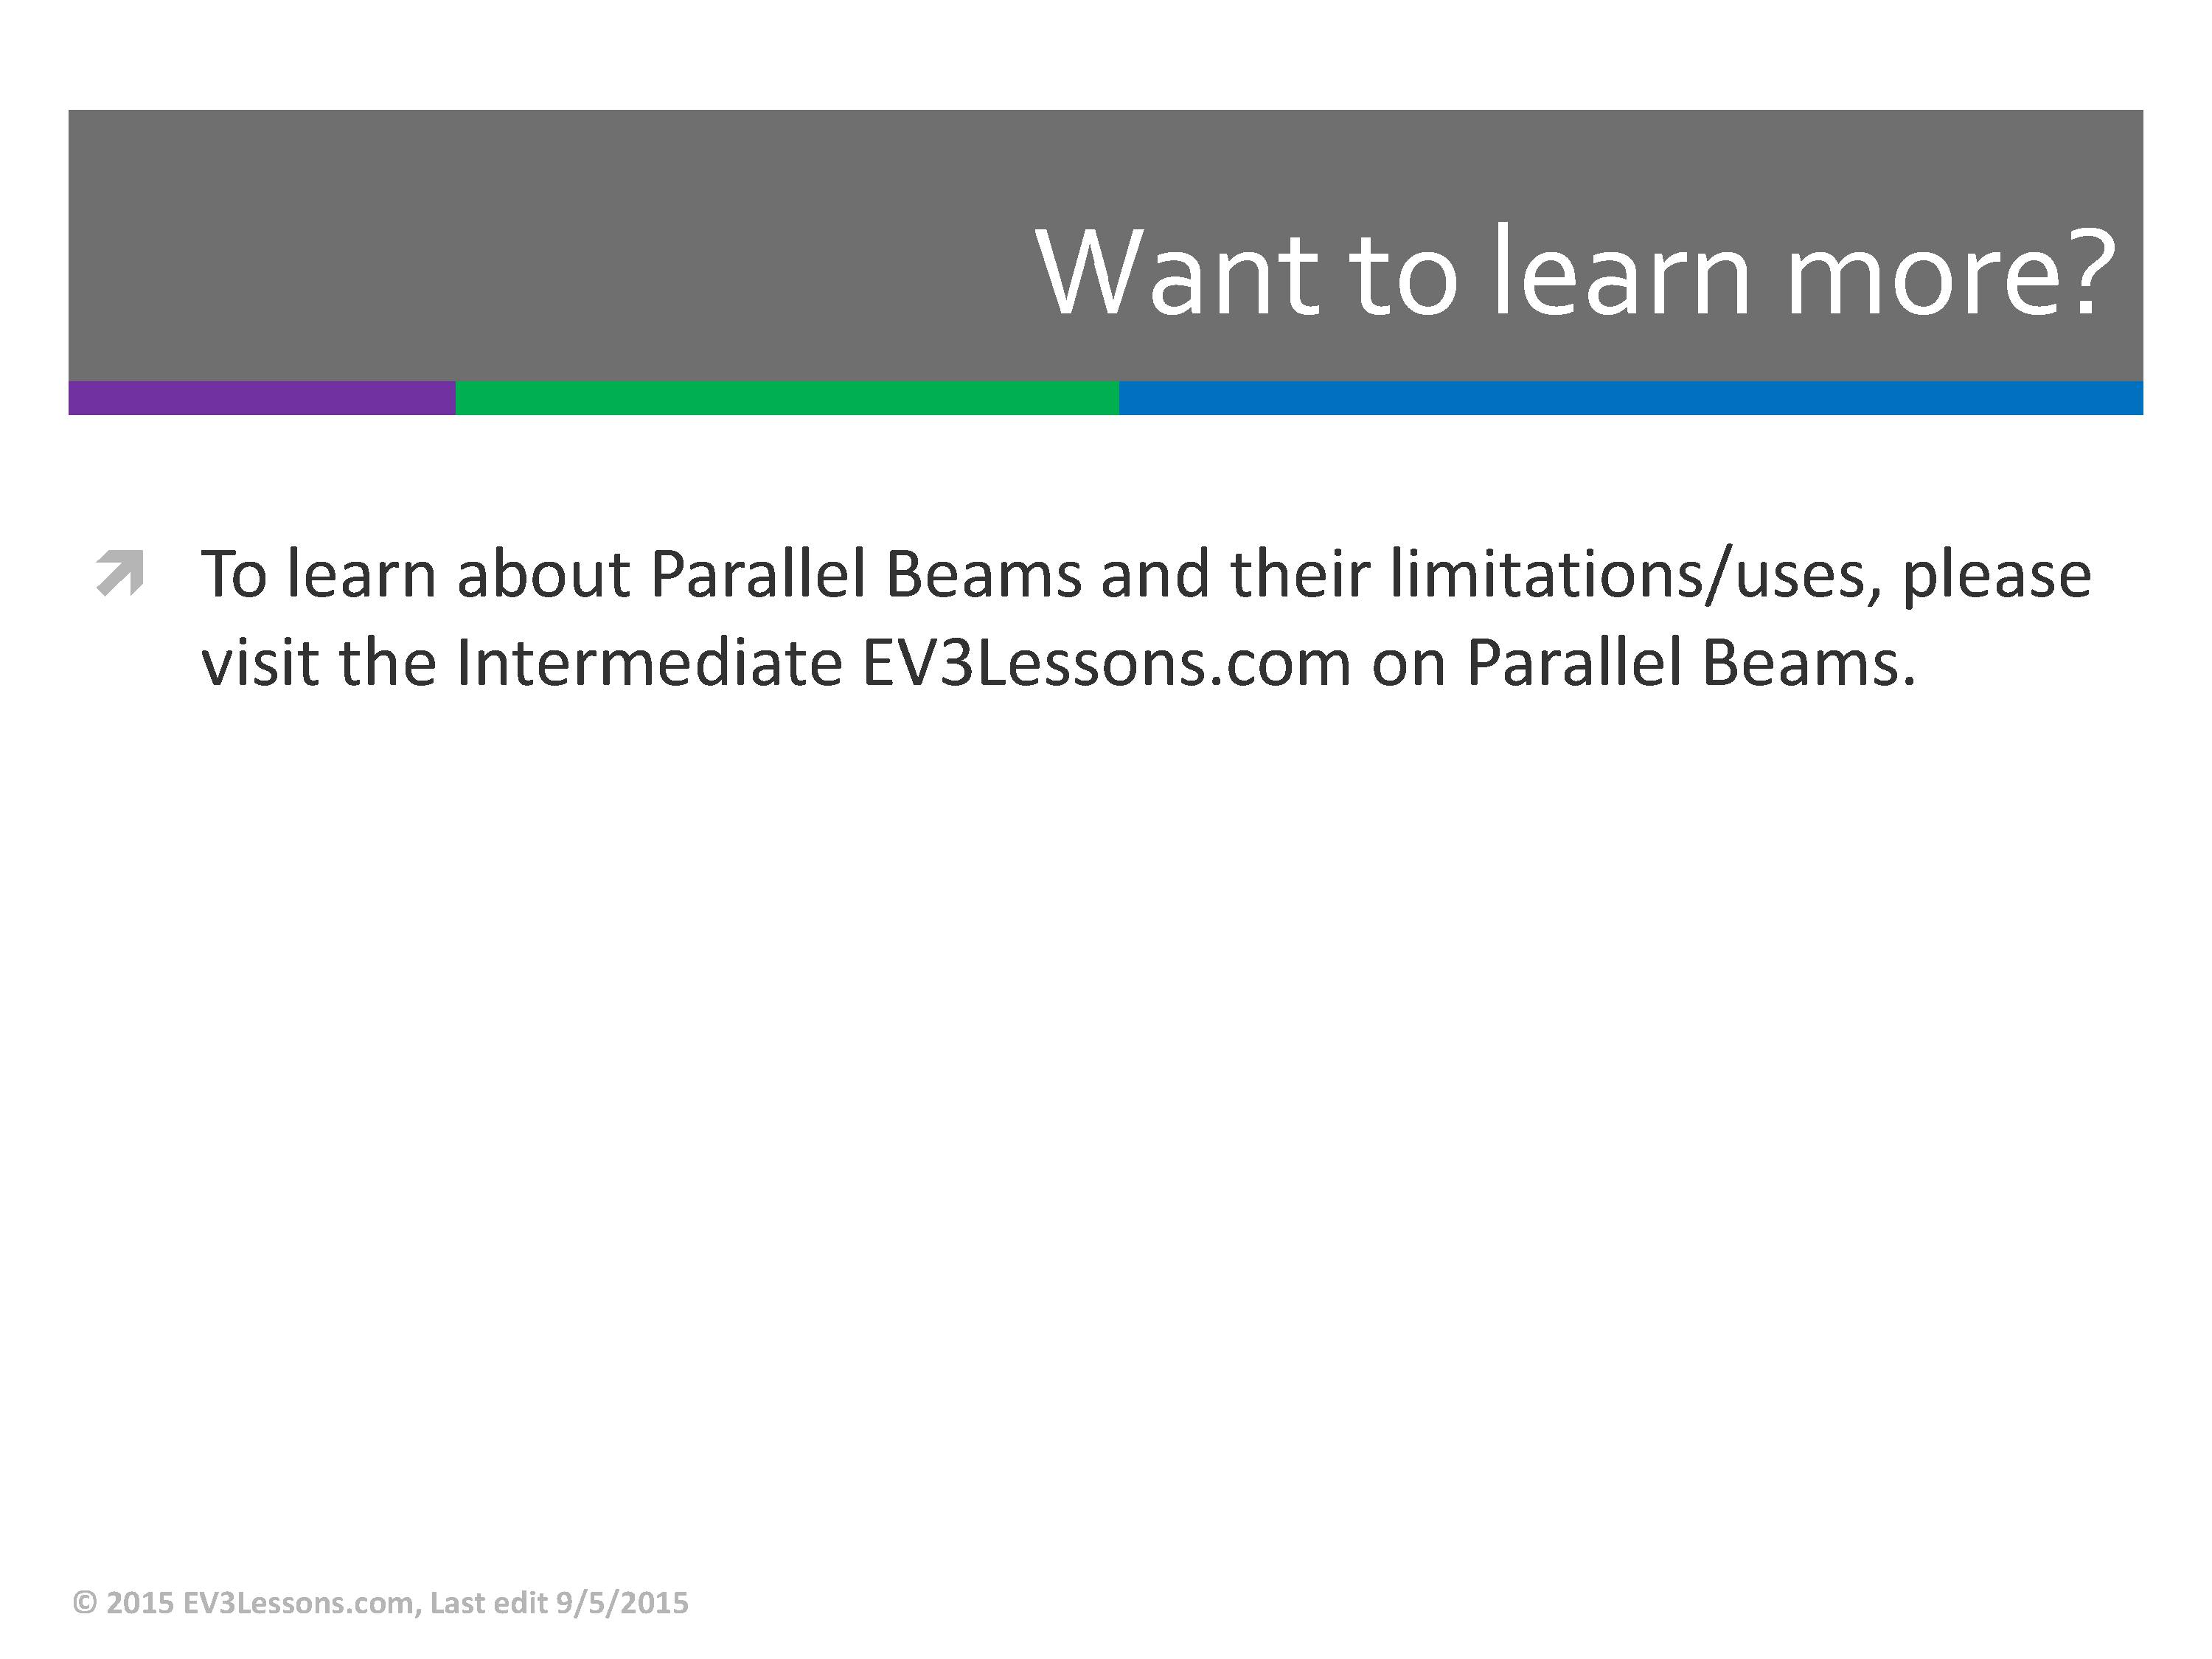 Want to learn more?
To learn about Parallel Beams and their limitations/uses, please
visit the Intermediate EV3Lessons.com on Parallel Beams.
© 2015 EV3Lessons.com, Last edit 9/5/2015